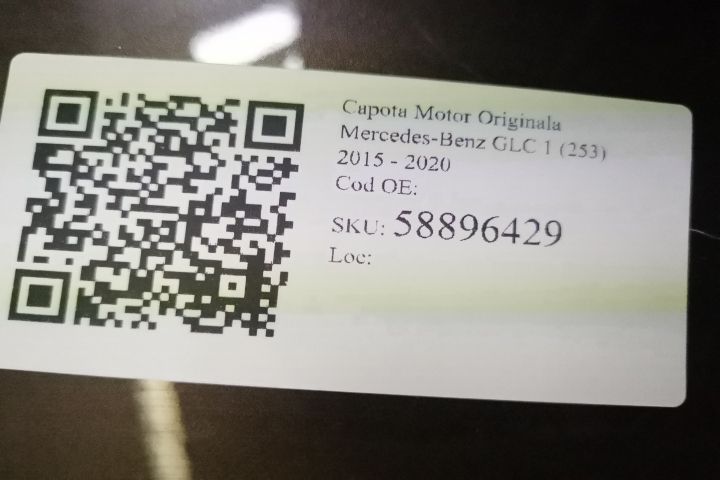 Capota Motor Originala
Mercedes-Benz GLC 1 (253)
2015 - 2020
Cod OE:
SKU: 58896429
Loc: